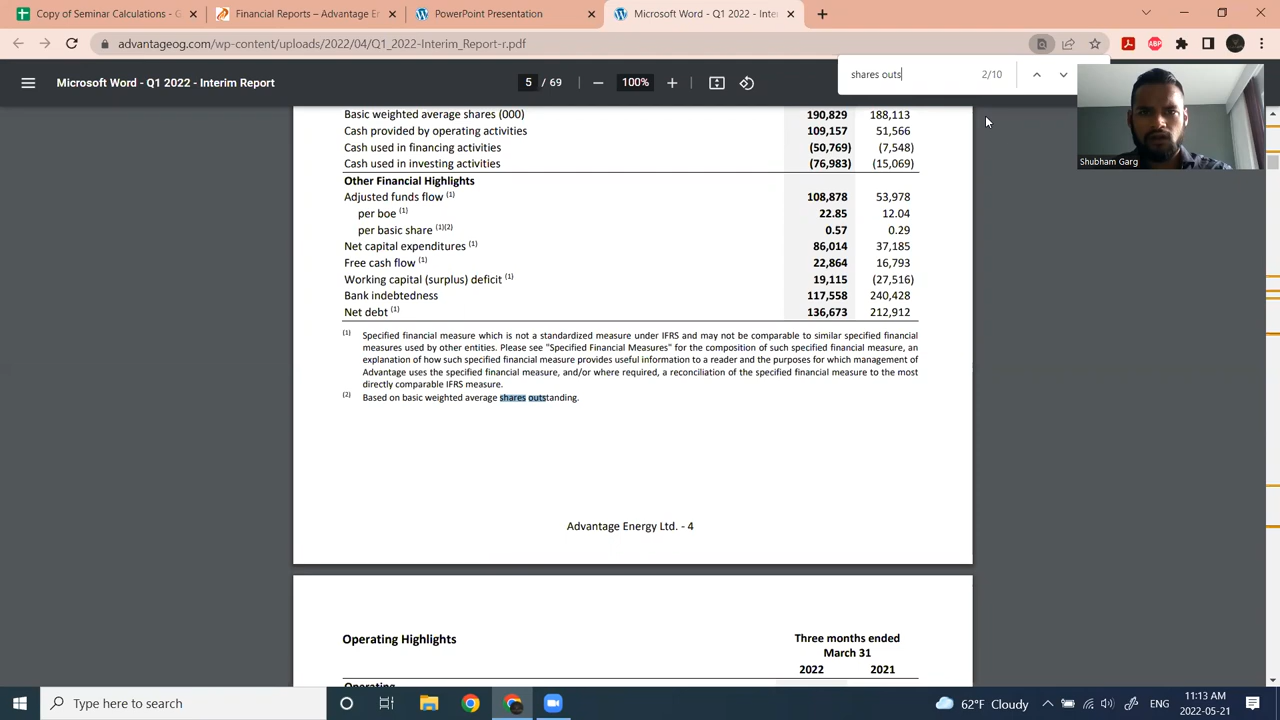 Copy of Seminar Calculations - G
Financial Reports – Advantage E
PowerPoint Presentation
Microsoft Word - Q1 2022 - Inte
advantageog.com/wp-content/uploads/2022/04/Q1_2022-Interim_Report-r.pdf
ABP
shares outs
2/10
Microsoft Word - Q1 2022 - Interim Report
5 / 69
100%
Basic weighted average shares (000) 190,829 188,113
Cash provided by operating activities 109,157 51,566
Cash used in financing activities (50,769) (7,548)
Cash used in investing activities (76,983) (15,069)
Other Financial Highlights
Adjusted funds flow (1) 108,878 53,978
per boe (1) 22.85 12.04
per basic share (1)(2) 0.57 0.29
Net capital expenditures (1) 86,014 37,185
Free cash flow (1) 22,864 16,793
Working capital (surplus) deficit (1) 19,115 (27,516)
Bank indebtedness 117,558 240,428
Net debt (1) 136,673 212,912
(1) Specified financial measure which is not a standardized measure under IFRS and may not be comparable to similar specified financial
measures used by other entities. Please see "Specified Financial Measures" for the composition of such specified financial measure, an
explanation of how such specified financial measure provides useful information to a reader and the purposes for which management of
Advantage uses the specified financial measure, and/or where required, a reconciliation of the specified financial measure to the most
directly comparable IFRS measure.
(2) Based on basic weighted average shares outstanding.
Advantage Energy Ltd. - 4
Operating Highlights
Three months ended
March 31
2022 2021
Operating
Shubham Garg
Type here to search
62°F Cloudy
ENG
11:13 AM
2022-05-21